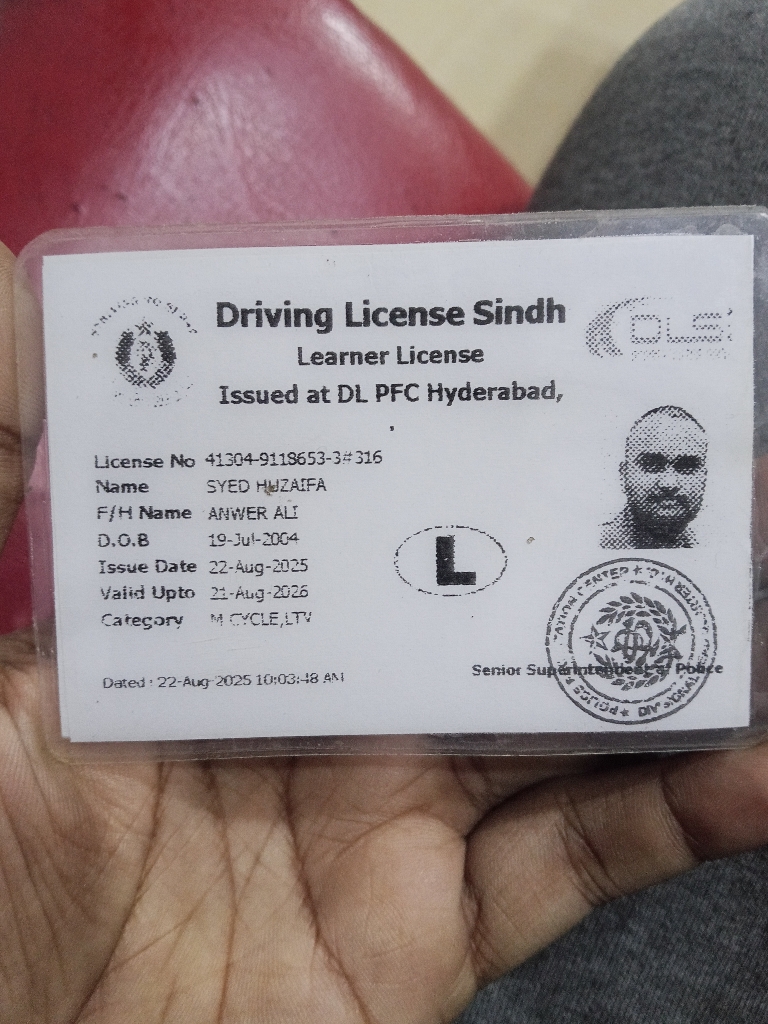 Driving License Sindh
DLS
Learner License
Issued at DL PFC Hyderabad,
License No 41304-9118653-3#316
Name SYED HUZAIFA
F/H Name ANWER ALI
D.O.B 19-Jul-2004
Issue Date 22-Aug-2025
Valid Upto 21-Aug-2026
Category M CYCLE,LTV
L
Senior Superintendent of Police
Dated : 22-Aug-2025 10:03:48 AM